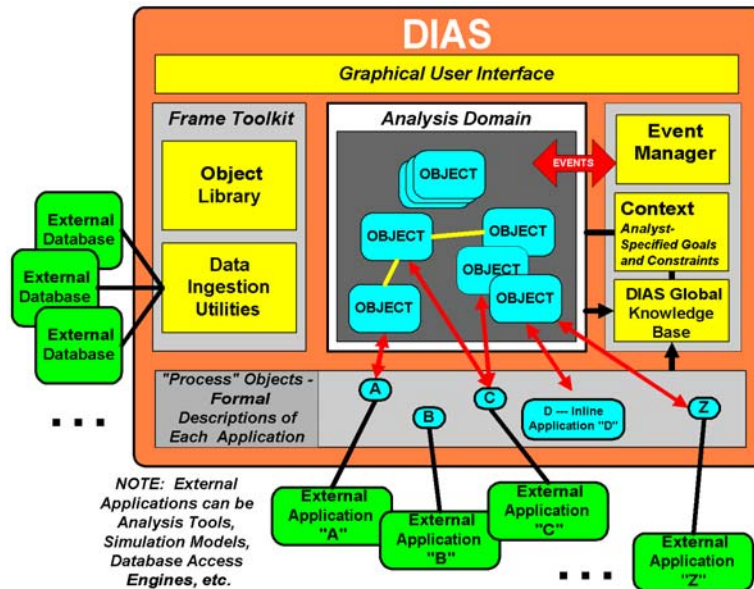 DIAS
Graphical User Interface
Frame Toolkit
Object
Library
Data
Ingestion
Utilities
External
Database
External
Database
External
Database
. . .
Analysis Domain
OBJECT
OBJECT
OBJECT
OBJECT
OBJECT
EVENTS
Event
Manager
Context
Analyst-
Specified Goals
and Constraints
DIAS Global
Knowledge
Base
"Process" Objects -
Formal
Descriptions of
Each Application
A
B
C
D --- Inline
Application "D"
Z
NOTE: External
Applications can be
Analysis Tools,
Simulation Models,
Database Access
Engines, etc.
External
Application
"A"
External
Application
"B"
External
Application
"C"
. . .
External
Application
"Z"